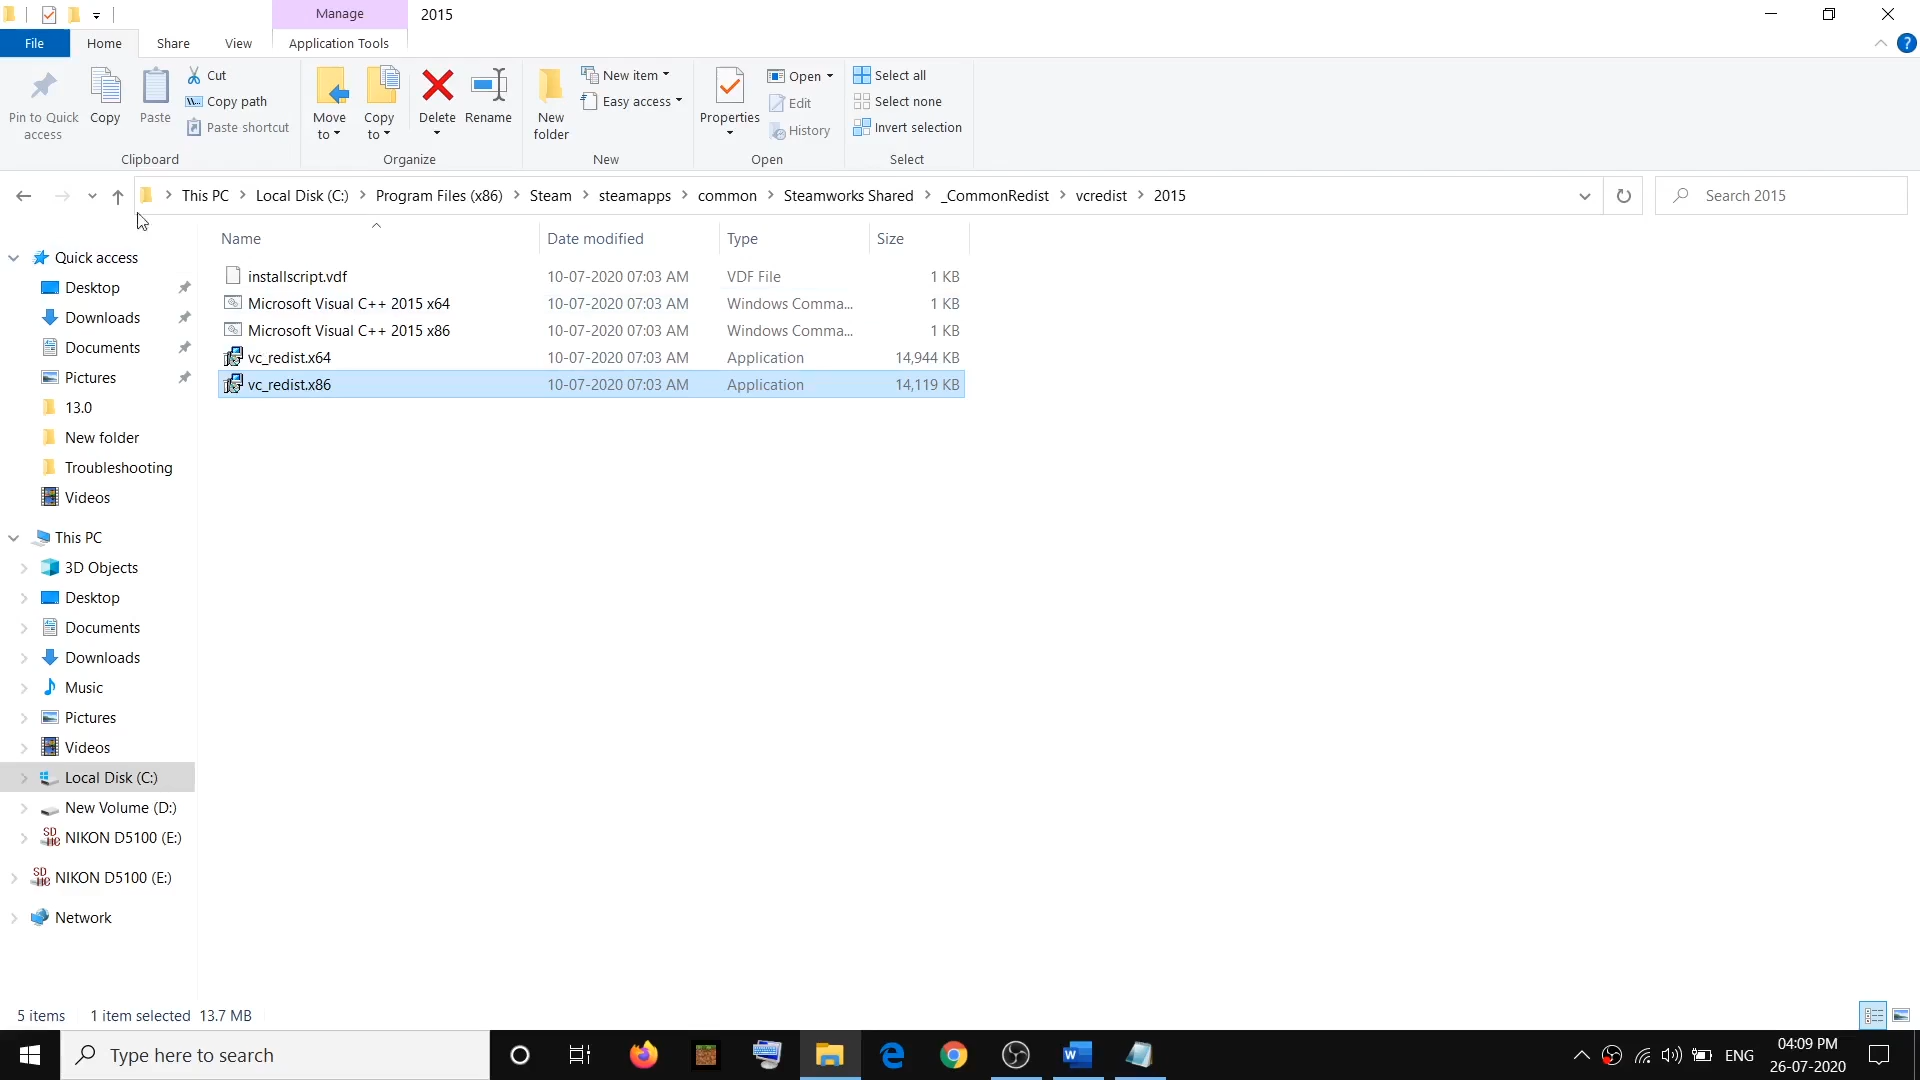 Manage
2015
File
Home
Share
View
Application Tools
Pin to Quick access
Copy
Paste
Cut
Copy path
Paste shortcut
Clipboard
Move to
Copy to
Delete
Rename
Organize
New folder
New item
Easy access
New
Properties
Open
Edit
History
Open
Select all
Select none
Invert selection
Select
This PC
Local Disk (C:)
Program Files (x86)
Steam
steamapps
common
Steamworks Shared
_CommonRedist
vcredist
2015
Search 2015
Name
Date modified
Type
Size
installscript.vdf 10-07-2020 07:03 AM VDF File 1 KB
Microsoft Visual C++ 2015 x64 10-07-2020 07:03 AM Windows Comma... 1 KB
Microsoft Visual C++ 2015 x86 10-07-2020 07:03 AM Windows Comma... 1 KB
vc_redist.x64 10-07-2020 07:03 AM Application 14,944 KB
vc_redist.x86 10-07-2020 07:03 AM Application 14,119 KB
Quick access
Desktop
Downloads
Documents
Pictures
13.0
New folder
Troubleshooting
Videos
This PC
3D Objects
Desktop
Documents
Downloads
Music
Pictures
Videos
Local Disk (C:)
New Volume (D:)
NIKON D5100 (E:)
NIKON D5100 (E:)
Network
5 items
1 item selected 13.7 MB
Type here to search
ENG
04:09 PM
26-07-2020